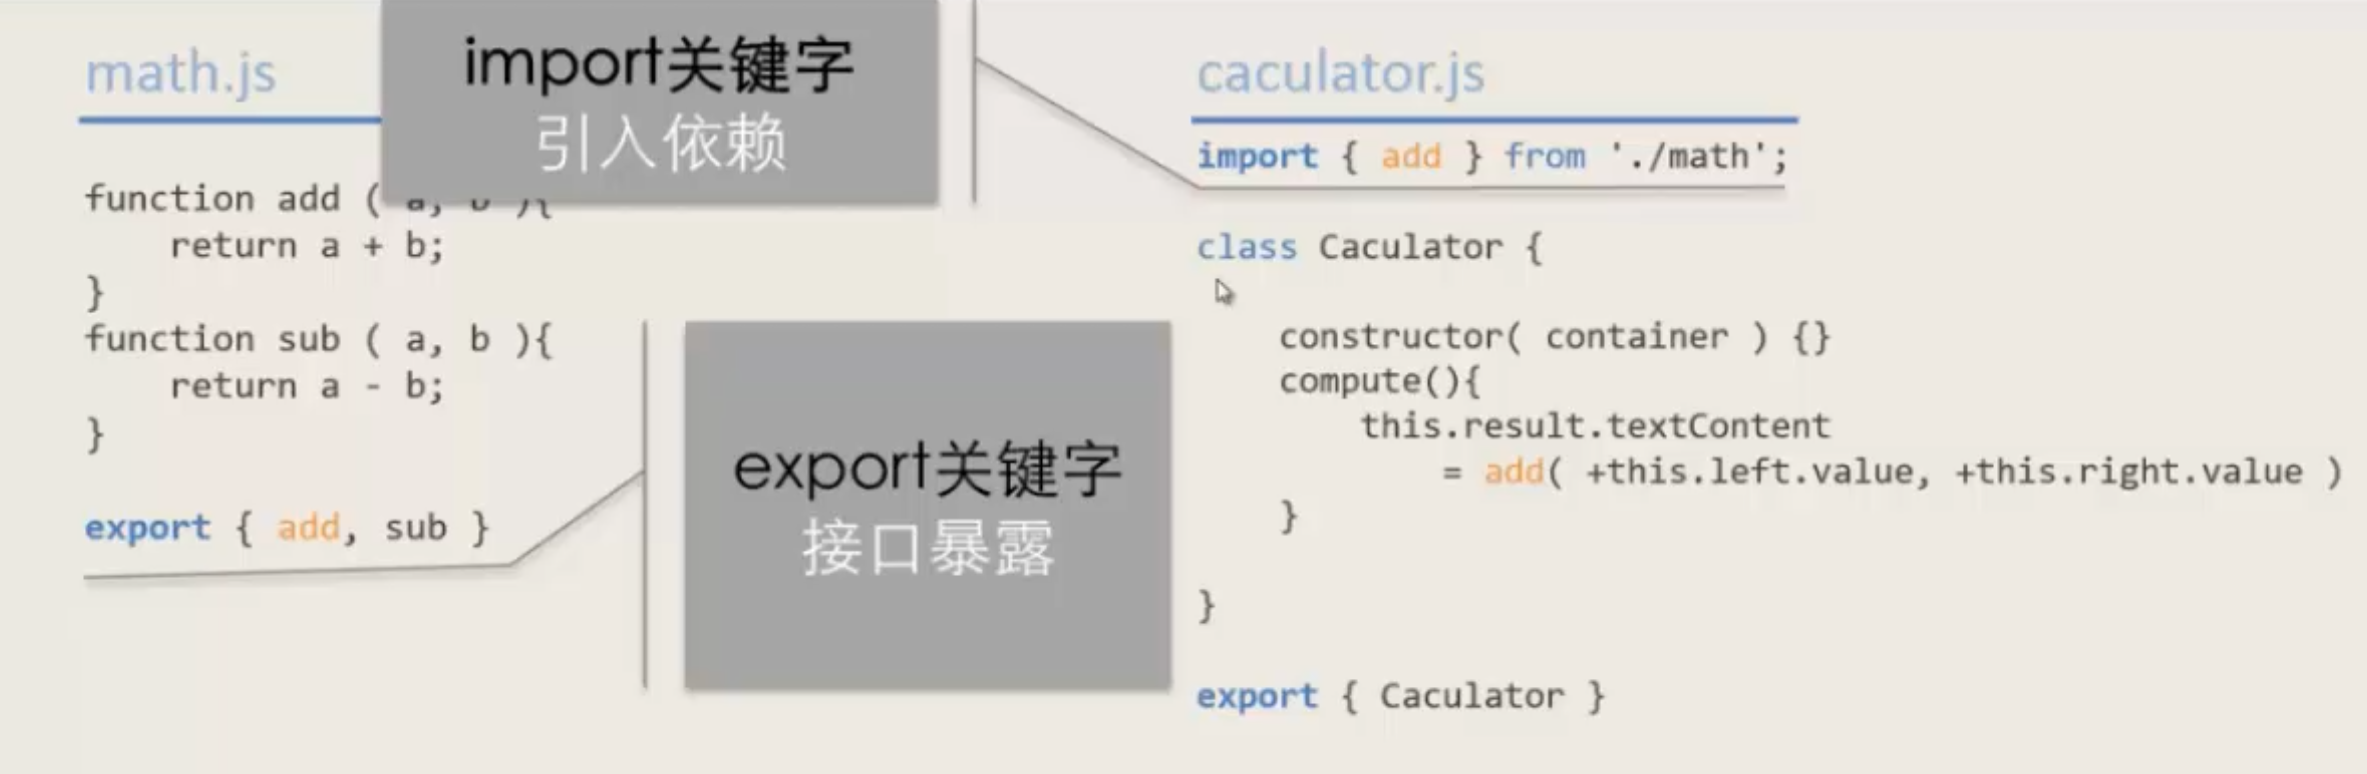 math.js
import关键字
引入依赖
function add ( a, b ){
    return a + b;
}
function sub ( a, b ){
    return a - b;
}
export { add, sub }
export关键字
接口暴露
caculator.js
import { add } from './math';
class Caculator {
    constructor( container ) {}
    compute(){
        this.result.textContent
            = add( +this.left.value, +this.right.value )
    }
}
export { Caculator }